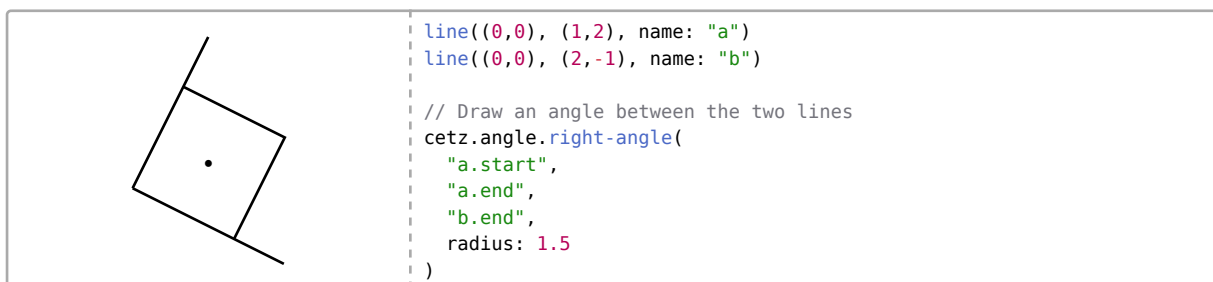 line((0,0), (1,2), name: "a")
line((0,0), (2,-1), name: "b")
// Draw an angle between the two lines
cetz.angle.right-angle(
"a.start",
"a.end",
"b.end",
radius: 1.5
)